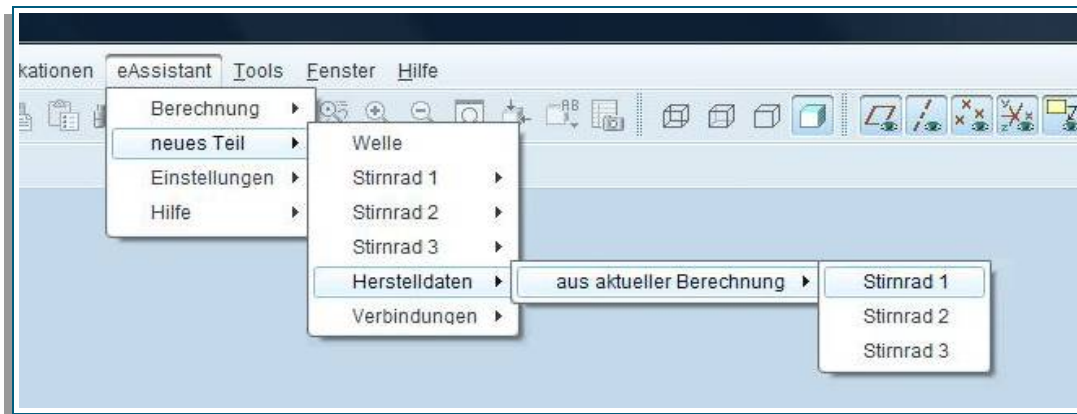 kationen eAssistant Tools Fenster Hilfe
Berechnung
neues Teil
Einstellungen
Hilfe
Welle
Stirnrad 1
Stirnrad 2
Stirnrad 3
Herstelldaten
Verbindungen
aus aktueller Berechnung
Stirnrad 1
Stirnrad 2
Stirnrad 3